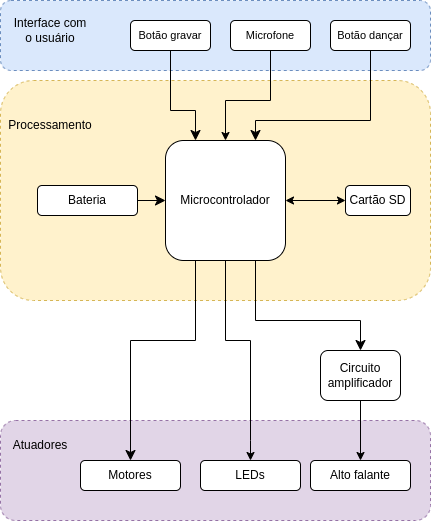 Interface com
o usuário
Botão gravar
Microfone
Botão dançar
Processamento
Bateria
Microcontrolador
Cartão SD
Circuito
amplificador
Atuadores
Motores
LEDs
Alto falante